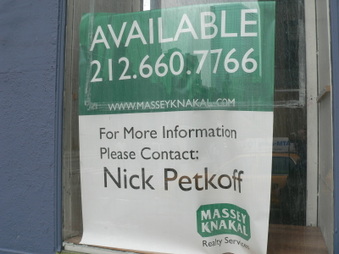 AVAILABLE
212.660.7766
WWW.MASSEYKNAKAL.COM
For More Information
Please Contact:
Nick Petkoff
MASSEY
KNAKAL
Realty Services